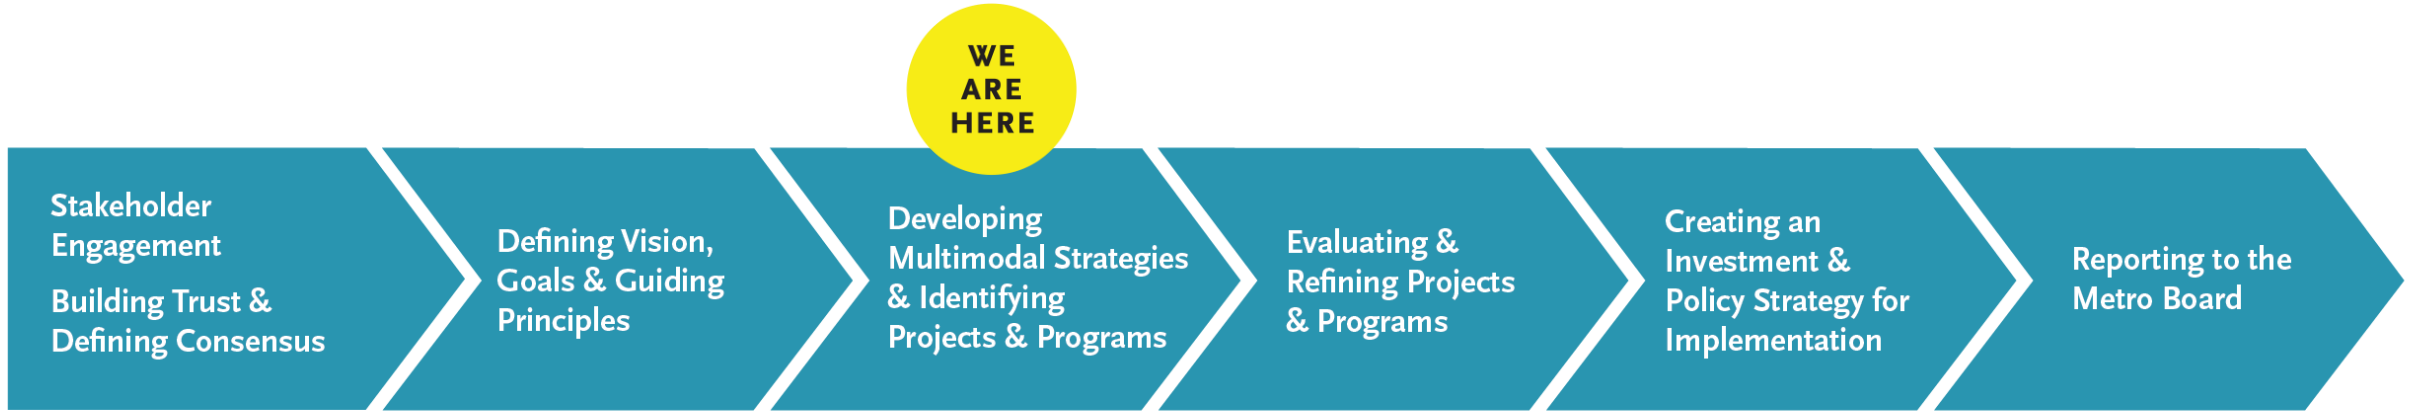 WE
ARE
HERE
Stakeholder
Engagement
Building Trust &
Defining Consensus
Defining Vision,
Goals & Guiding
Principles
Developing
Multimodal Strategies
& Identifying
Projects & Programs
Evaluating &
Refining Projects
& Programs
Creating an
Investment &
Policy Strategy for
Implementation
Reporting to the
Metro Board